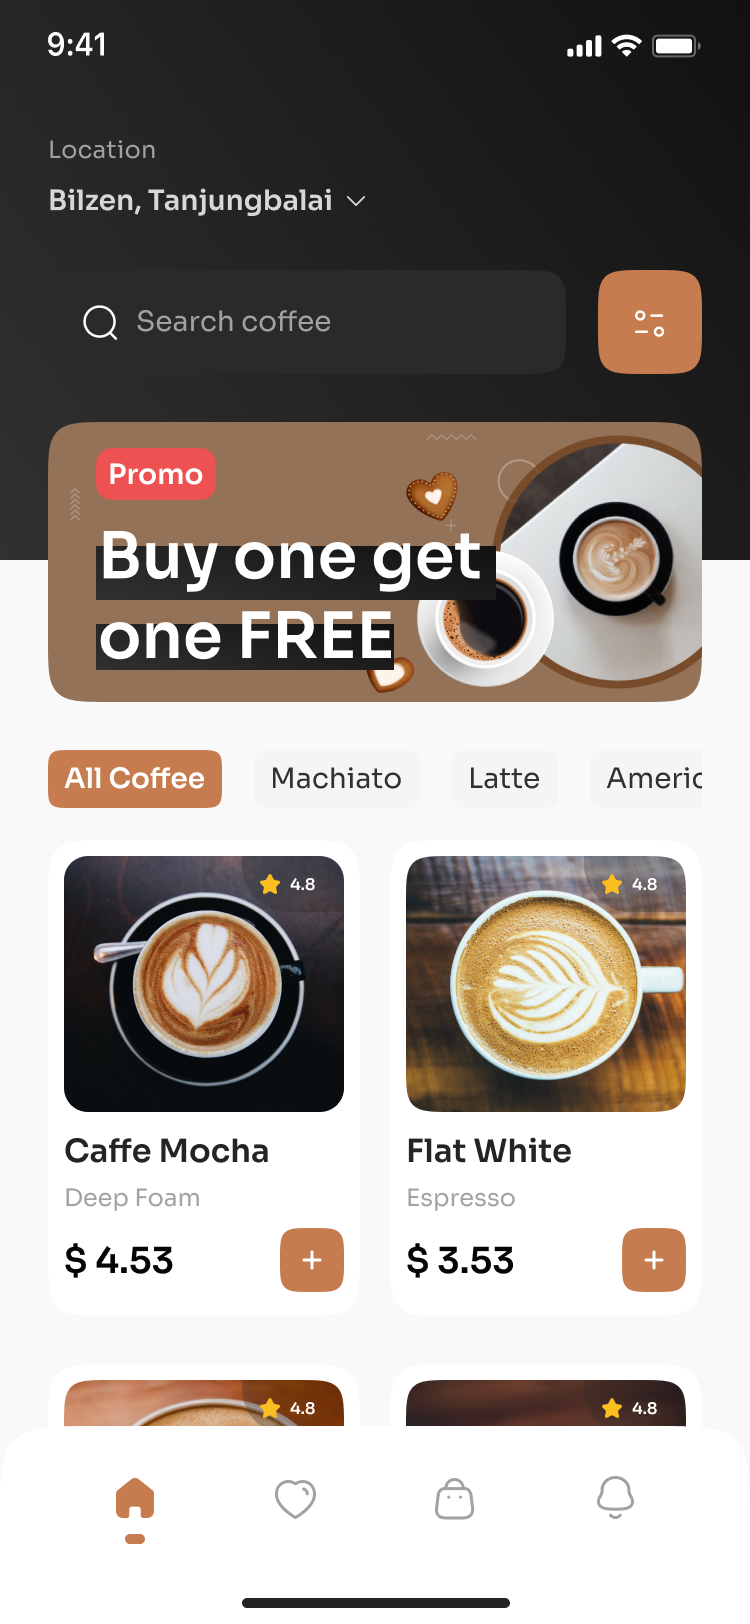 9:41
Location
Bilzen, Tanjungbalai
Search coffee
Promo
Buy one get
one FREE
All Coffee
Machiato
Latte
Americ
4.8
4.8
Caffe Mocha
Flat White
Deep Foam
Espresso
$ 4.53
+
$ 3.53
+
4.8
4.8